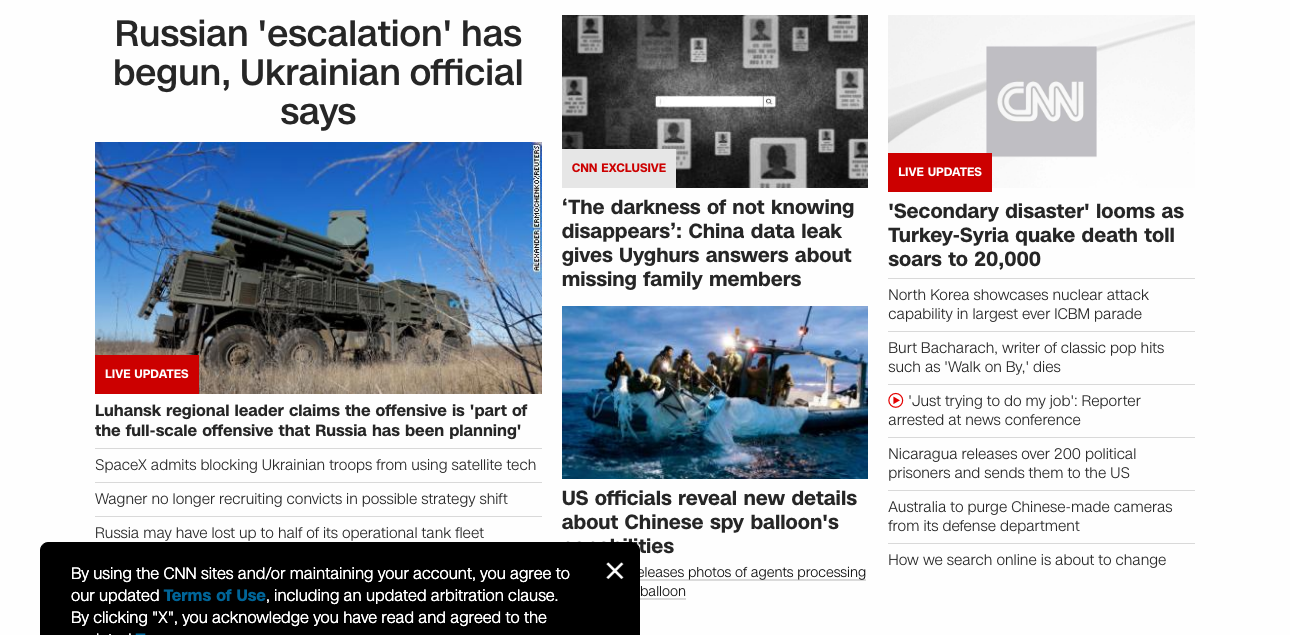 Russian 'escalation' has
begun, Ukrainian official
says
ALEXANDER ERMOCHENKO/REUTERS
LIVE UPDATES
Luhansk regional leader claims the offensive is 'part of
the full-scale offensive that Russia has been planning'
SpaceX admits blocking Ukrainian troops from using satellite tech
Wagner no longer recruiting convicts in possible strategy shift
Russia may have lost up to half of its operational tank fleet
CNN EXCLUSIVE
‘The darkness of not knowing
disappears’: China data leak
gives Uyghurs answers about
missing family members
US officials reveal new details
about Chinese spy balloon's
eleases photos of agents processing
balloon
CNN
LIVE UPDATES
'Secondary disaster' looms as
Turkey-Syria quake death toll
soars to 20,000
North Korea showcases nuclear attack
capability in largest ever ICBM parade
Burt Bacharach, writer of classic pop hits
such as 'Walk on By,' dies
'Just trying to do my job': Reporter
arrested at news conference
Nicaragua releases over 200 political
prisoners and sends them to the US
Australia to purge Chinese-made cameras
from its defense department
How we search online is about to change
By using the CNN sites and/or maintaining your account, you agree to
our updated Terms of Use, including an updated arbitration clause.
By clicking "X", you acknowledge you have read and agreed to the